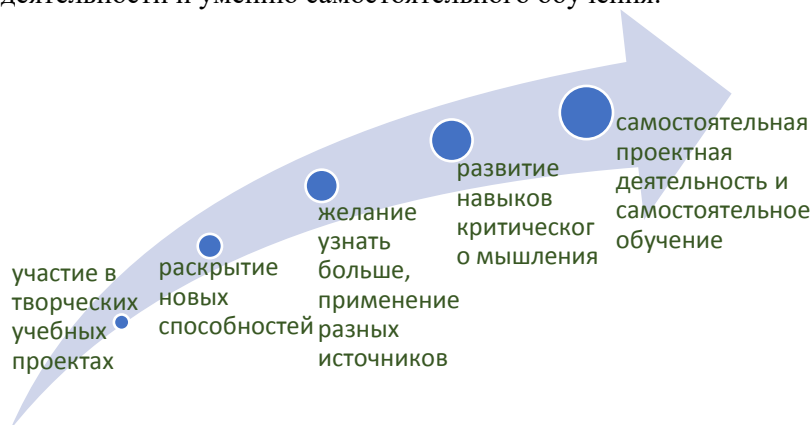 деятельности и умению самостоятельного обучения.
участие в
творческих
учебных
проектах
раскрытие
новых
способностей
желание
узнать
больше,
применение
разных
источников
развитие
навыков
критическог
о мышления
самостоятельная
проектная
деятельность и
самостоятельное
обучение